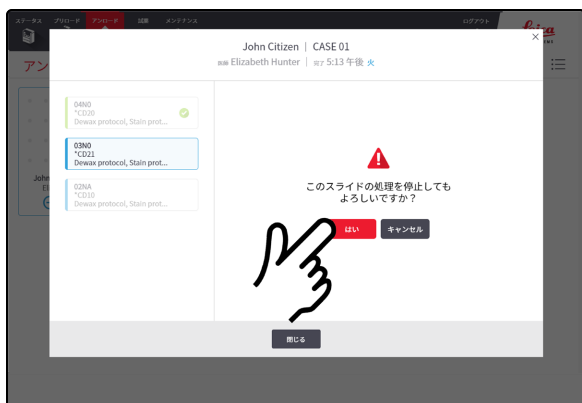 ステータス プリロード アンロード 試薬 メンテナンス
ログアウト
Leica
アン
John Citizen | CASE 01
医師 Elizabeth Hunter | 完了 5:13 午後 火
04N0
*CD20
Dewax protocol, Stain prot...
03N0
*CD21
Dewax protocol, Stain prot...
02NA
*CD10
Dewax protocol, Stain prot...
John
このスライドの処理を停止しても
よろしいですか？
はい キャンセル
閉じる